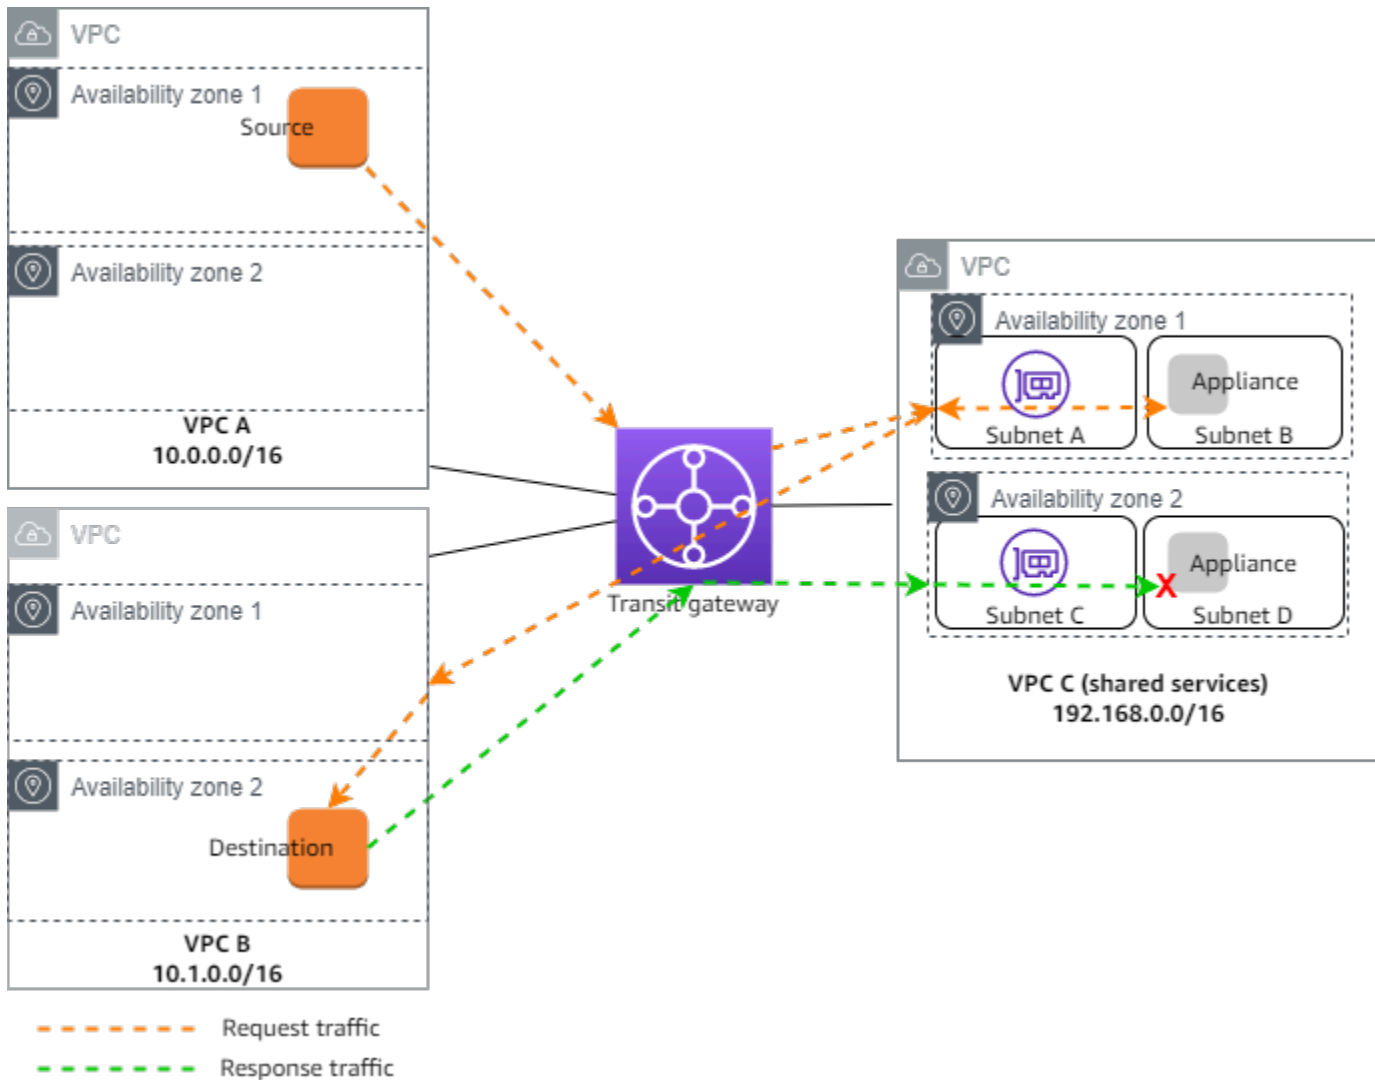 VPC
Availability zone 1
Source
Availability zone 2
VPC A
10.0.0.0/16
VPC
Availability zone 1
Availability zone 2
Destination
VPC B
10.1.0.0/16
Transit gateway
VPC
Availability zone 1
Appliance
Subnet A
Subnet B
Availability zone 2
Appliance
X
Subnet C
Subnet D
VPC C (shared services)
192.168.0.0/16
Request traffic
Response traffic